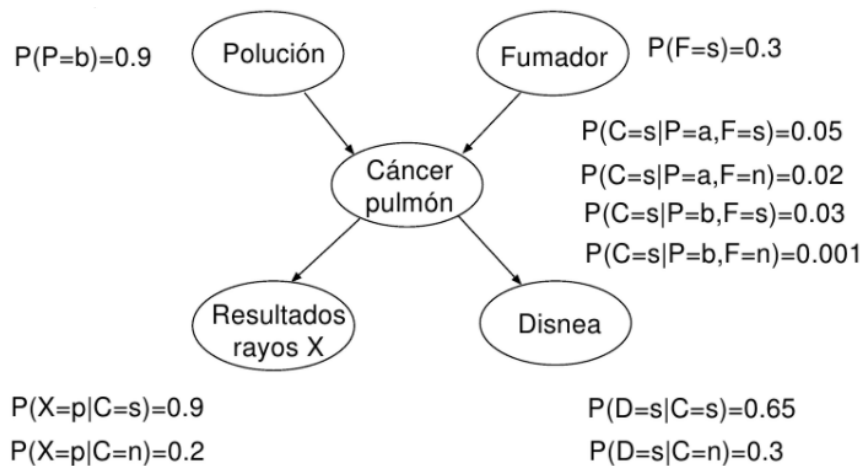 P(P=b)=0.9
Polución
Fumador
P(F=s)=0.3
P(C=s|P=a,F=s)=0.05
P(C=s|P=a,F=n)=0.02
P(C=s|P=b,F=s)=0.03
P(C=s|P=b,F=n)=0.001
Cáncer
pulmón
Resultados
rayos X
Disnea
P(X=p|C=s)=0.9
P(X=p|C=n)=0.2
P(D=s|C=s)=0.65
P(D=s|C=n)=0.3